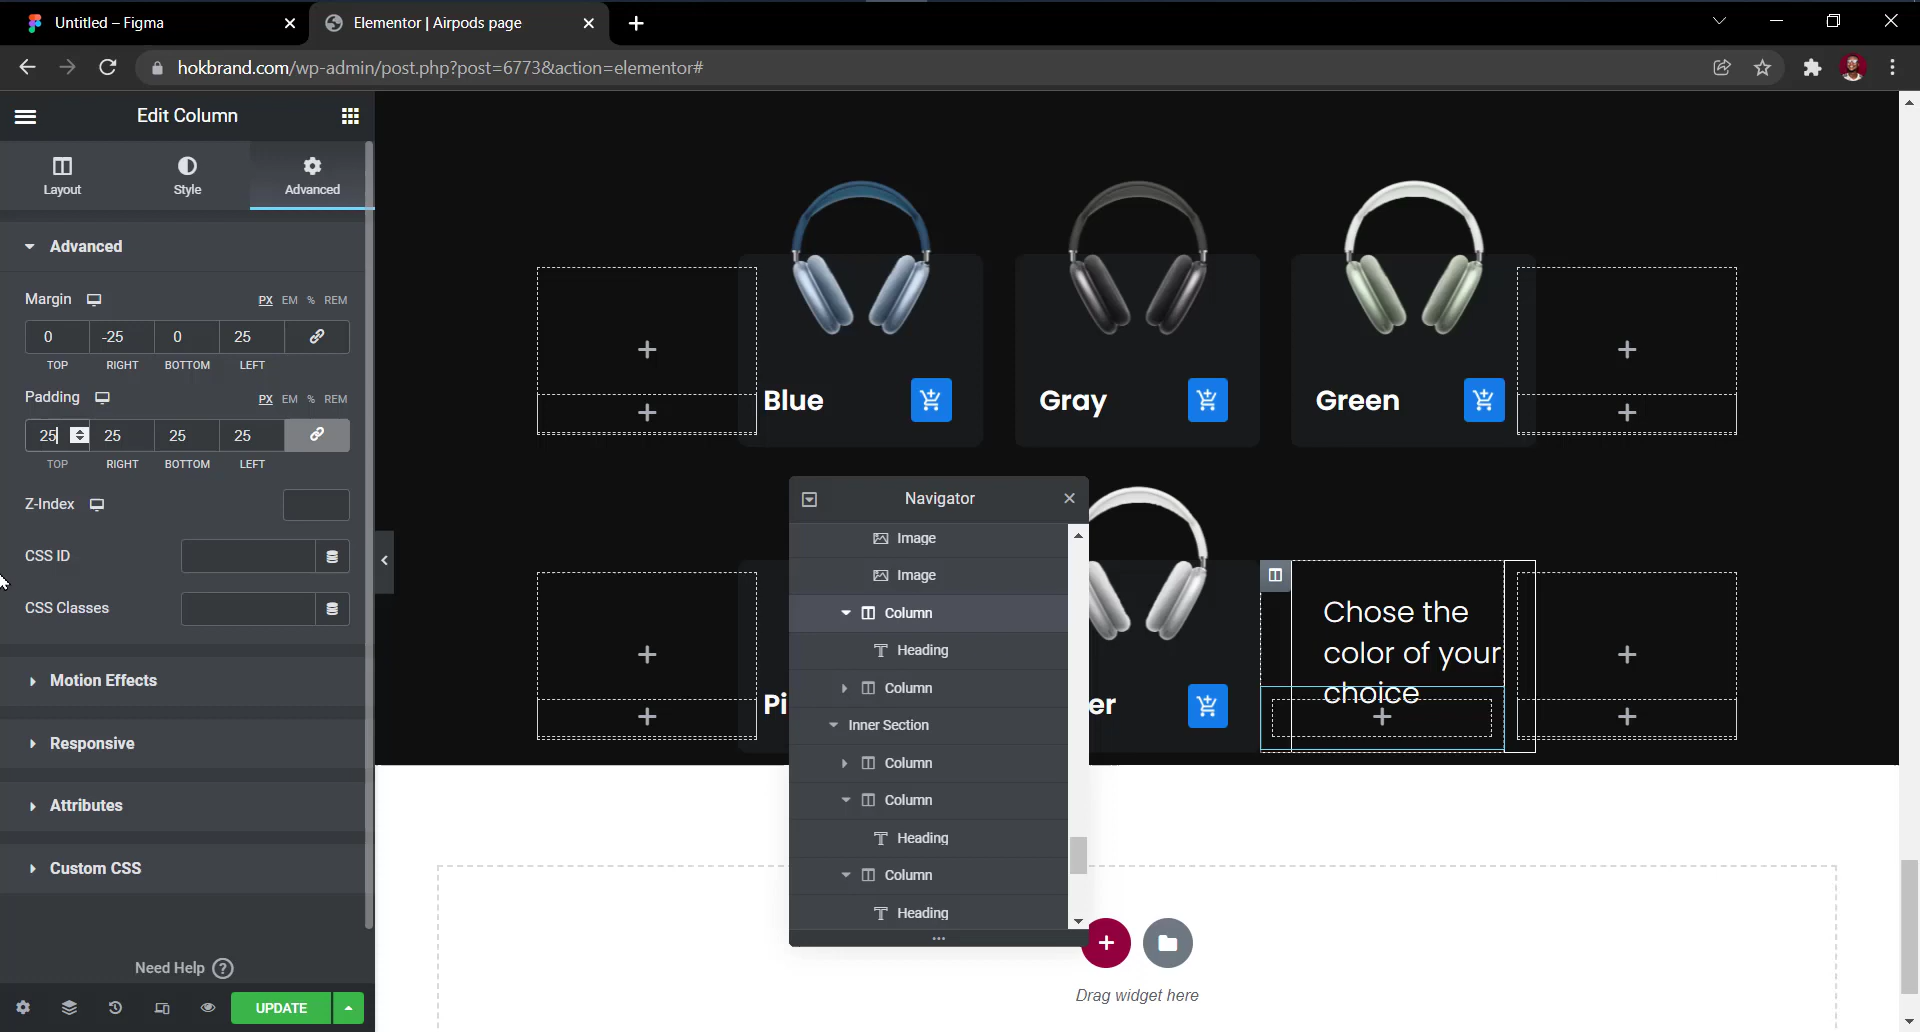 Untitled – Figma
Elementor | Airpods page
hokbrand.com/wp-admin/post.php?post=6773&action=elementor#
Edit Column
Layout
Style
Advanced
Advanced
Margin
PX EM % REM
0 -25 0 25
TOP RIGHT BOTTOM LEFT
Padding
PX EM % REM
25 25 25 25
TOP RIGHT BOTTOM LEFT
Z-Index
CSS ID
CSS Classes
Motion Effects
Responsive
Attributes
Custom CSS
Need Help ?
UPDATE
Blue
Gray
Green
Pi
er
Chose the
color of your
choice
Navigator
Image
Image
Column
Heading
Column
Inner Section
Column
Column
Heading
Column
Heading
Drag widget here